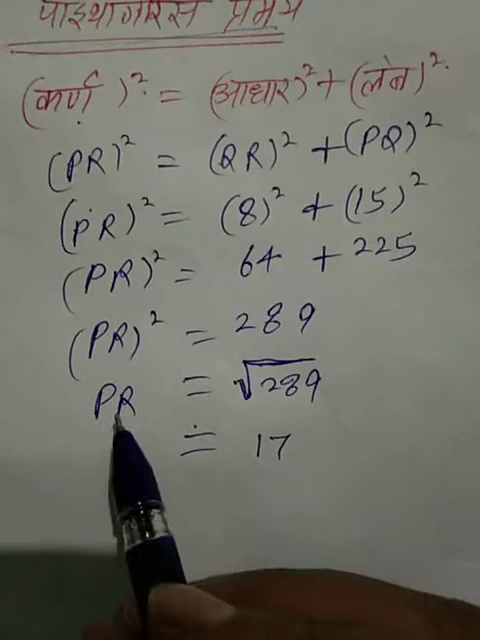 पाइथागोरस प्रमेय
(कर्ण)² = (आधार)² + (लंब)²
(PR)² = (QR)² + (PQ)²
(PR)² = (8)² + (15)²
(PR)² = 64 + 225
(PR)² = 289
PR = √289
= 17